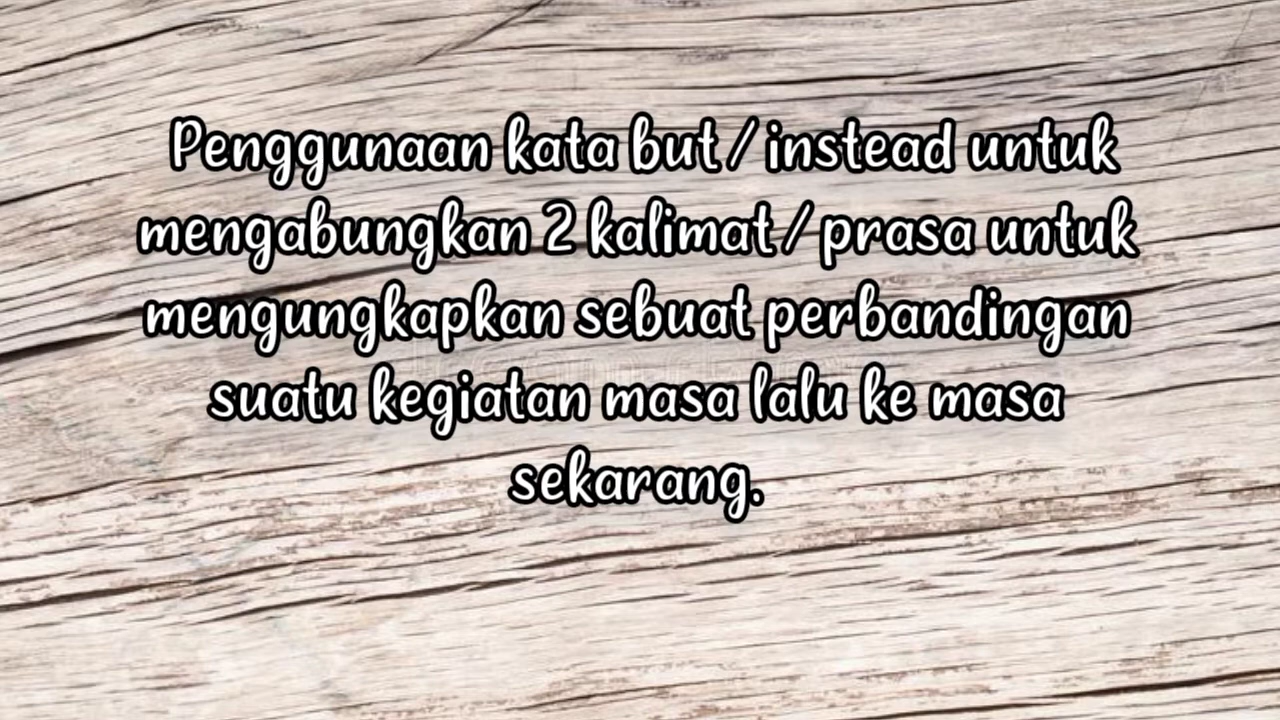 Penggunaan kata but / instead untuk
mengabungkan 2 kalimat / prasa untuk
mengungkapkan sebuat perbandingan
suatu kegiatan masa lalu ke masa
sekarang.